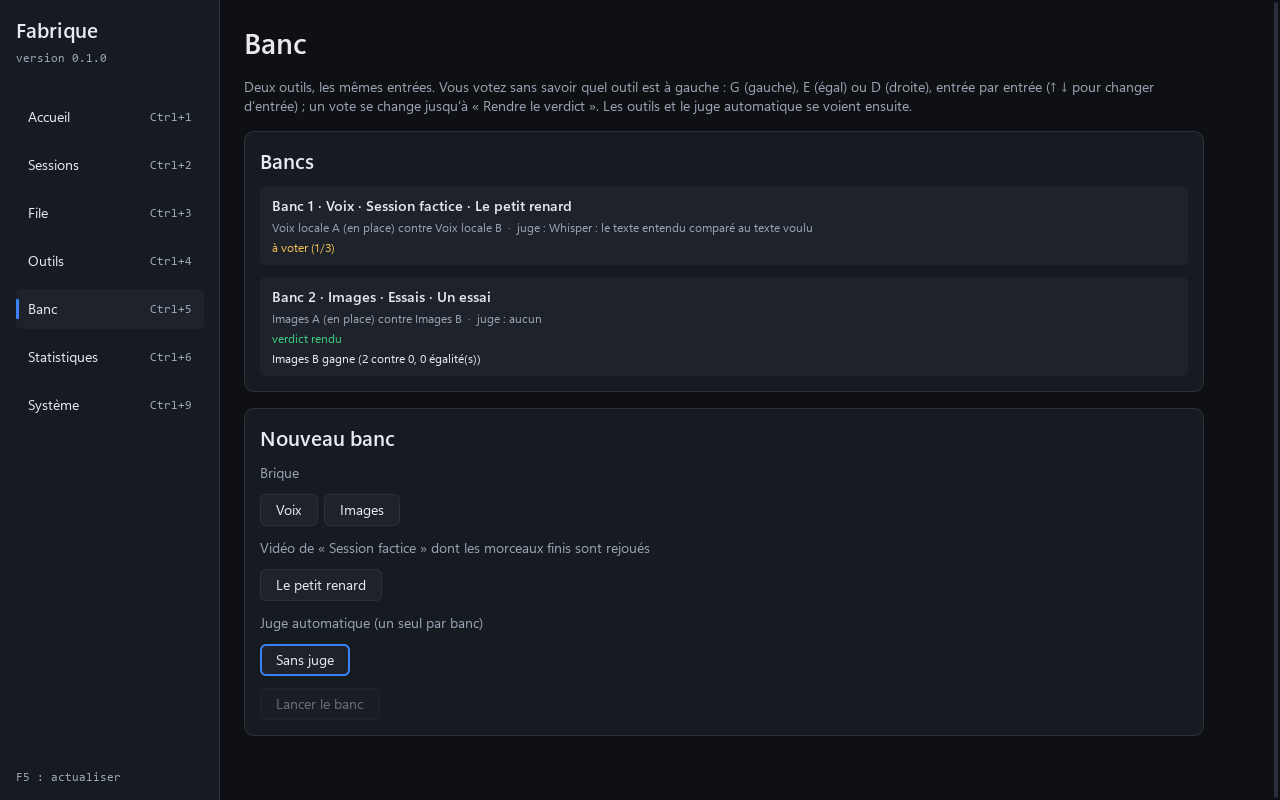 Fabrique
version 0.1.0
Accueil Ctrl+1
Sessions Ctrl+2
File Ctrl+3
Outils Ctrl+4
Banc Ctrl+5
Statistiques Ctrl+6
Système Ctrl+9
F5 : actualiser
Banc
Deux outils, les mêmes entrées. Vous votez sans savoir quel outil est à gauche : G (gauche), E (égal) ou D (droite), entrée par entrée (↑ ↓ pour changer
d'entrée) ; un vote se change jusqu'à « Rendre le verdict ». Les outils et le juge automatique se voient ensuite.
Bancs
Banc 1 · Voix · Session factice · Le petit renard
Voix locale A (en place) contre Voix locale B · juge : Whisper : le texte entendu comparé au texte voulu
à voter (1/3)
Banc 2 · Images · Essais · Un essai
Images A (en place) contre Images B · juge : aucun
verdict rendu
Images B gagne (2 contre 0, 0 égalité(s))
Nouveau banc
Brique
Voix Images
Vidéo de « Session factice » dont les morceaux finis sont rejoués
Le petit renard
Juge automatique (un seul par banc)
Sans juge
Lancer le banc